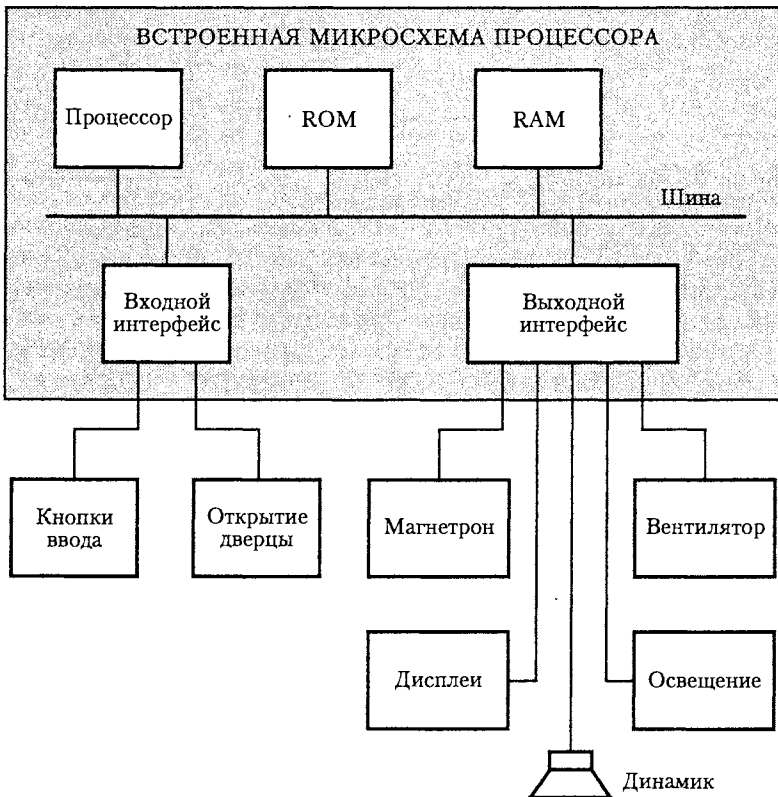 ВСТРОЕННАЯ МИКРОСХЕМА ПРОЦЕССОРА
Процессор
ROM
RAM
Шина
Входной
интерфейс
Выходной
интерфейс
Кнопки
ввода
Открытие
дверцы
Магнетрон
Вентилятор
Дисплеи
Освещение
Динамик